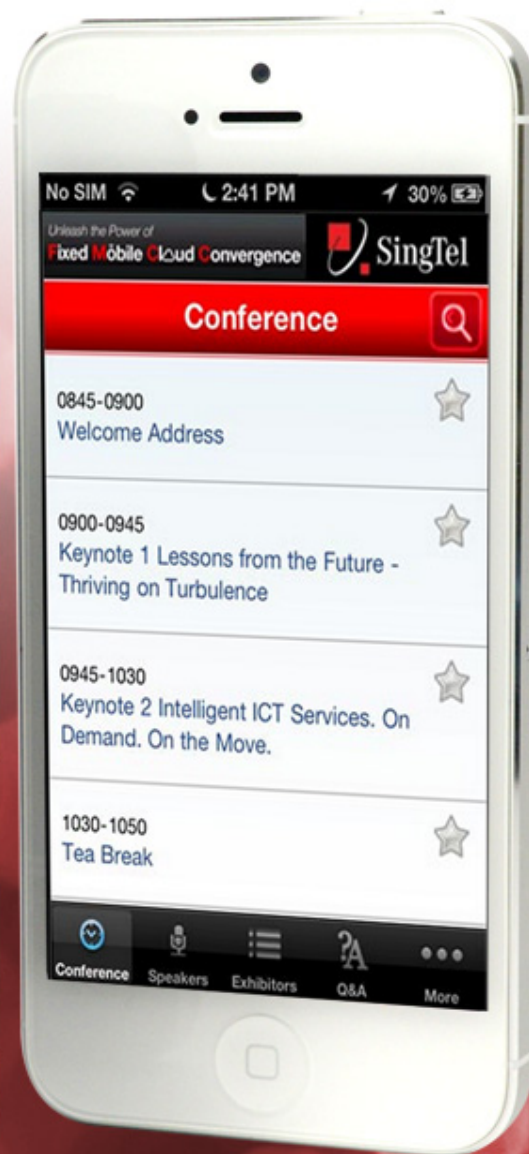 No SIM 2:41 PM 30%
Unleash the Power of
Fixed Mobile Cloud Convergence
SingTel
Conference
0845-0900
Welcome Address
0900-0945
Keynote 1 Lessons from the Future -
Thriving on Turbulence
0945-1030
Keynote 2 Intelligent ICT Services. On
Demand. On the Move.
1030-1050
Tea Break
Conference Speakers Exhibitors Q&A More